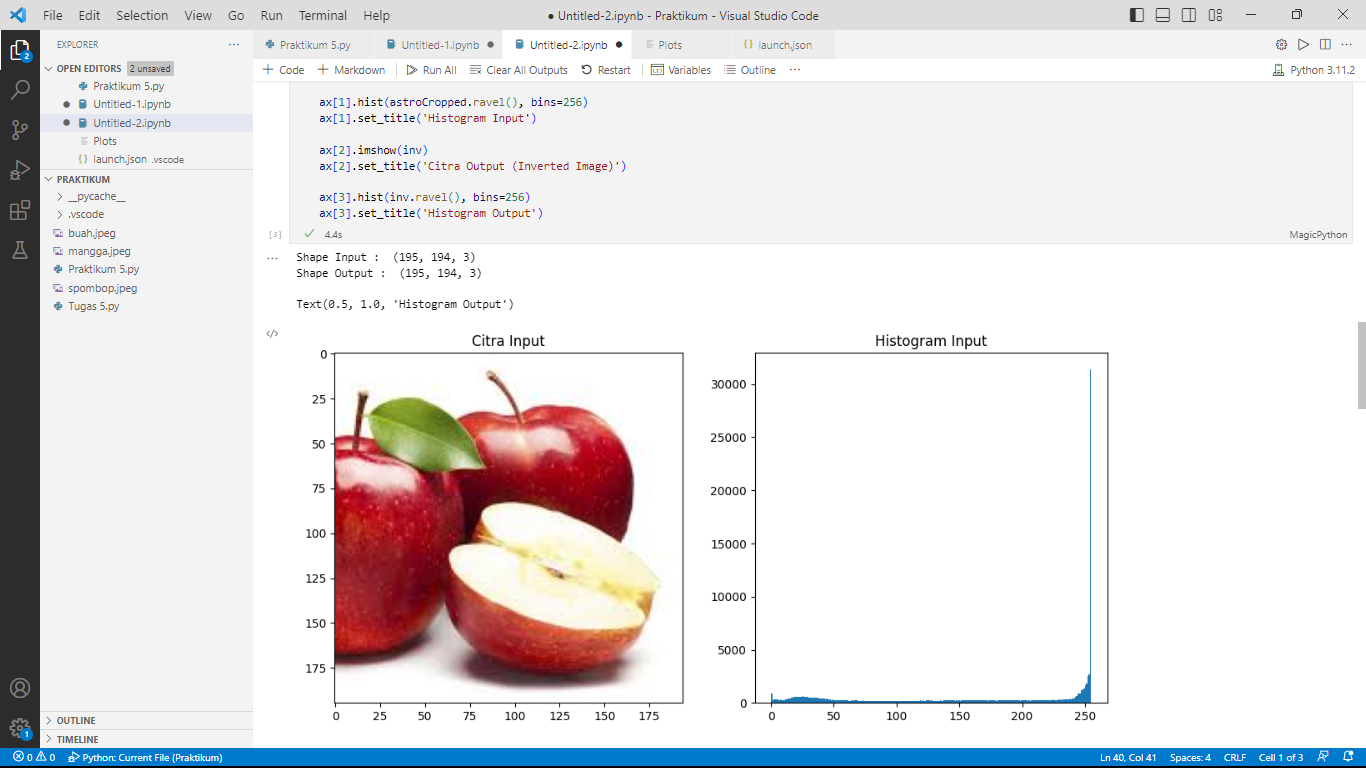 File Edit Selection View Go Run Terminal Help
● Untitled-2.ipynb - Praktikum - Visual Studio Code
EXPLORER
OPEN EDITORS 2 unsaved
Praktikum 5.py
Untitled-1.ipynb
Untitled-2.ipynb
Plots
launch.json .vscode
PRAKTIKUM
__pycache__
.vscode
buah.jpeg
mangga.jpeg
Praktikum 5.py
spombop.jpeg
Tugas 5.py
OUTLINE
TIMELINE
2
1
Praktikum 5.py Untitled-1.ipynb ● Untitled-2.ipynb ● Plots launch.json
+ Code + Markdown Run All Clear All Outputs Restart Variables Outline ...
Python 3.11.2
ax[1].hist(astroCropped.ravel(), bins=256)
ax[1].set_title('Histogram Input')
ax[2].imshow(inv)
ax[2].set_title('Citra Output (Inverted Image)')
ax[3].hist(inv.ravel(), bins=256)
ax[3].set_title('Histogram Output')
[3] ✓ 4.4s
MagicPython
Shape Input :  (195, 194, 3)
Shape Output :  (195, 194, 3)
Text(0.5, 1.0, 'Histogram Output')
Citra Input
0
25
50
75
100
125
150
175
0 25 50 75 100 125 150 175
Histogram Input
30000
25000
20000
15000
10000
5000
0
0 50 100 150 200 250
0 0 Python: Current File (Praktikum)
Ln 40, Col 41 Spaces: 4 CRLF Cell 1 of 3